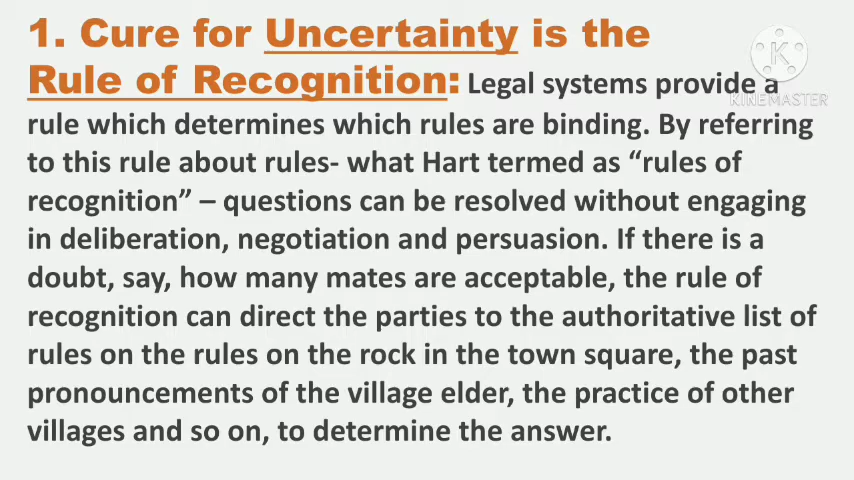 1. Cure for Uncertainty is the
Rule of Recognition: Legal systems provide a
rule which determines which rules are binding. By referring
to this rule about rules- what Hart termed as “rules of
recognition” – questions can be resolved without engaging
in deliberation, negotiation and persuasion. If there is a
doubt, say, how many mates are acceptable, the rule of
recognition can direct the parties to the authoritative list of
rules on the rules on the rock in the town square, the past
pronouncements of the village elder, the practice of other
villages and so on, to determine the answer.
K
KINEMASTER